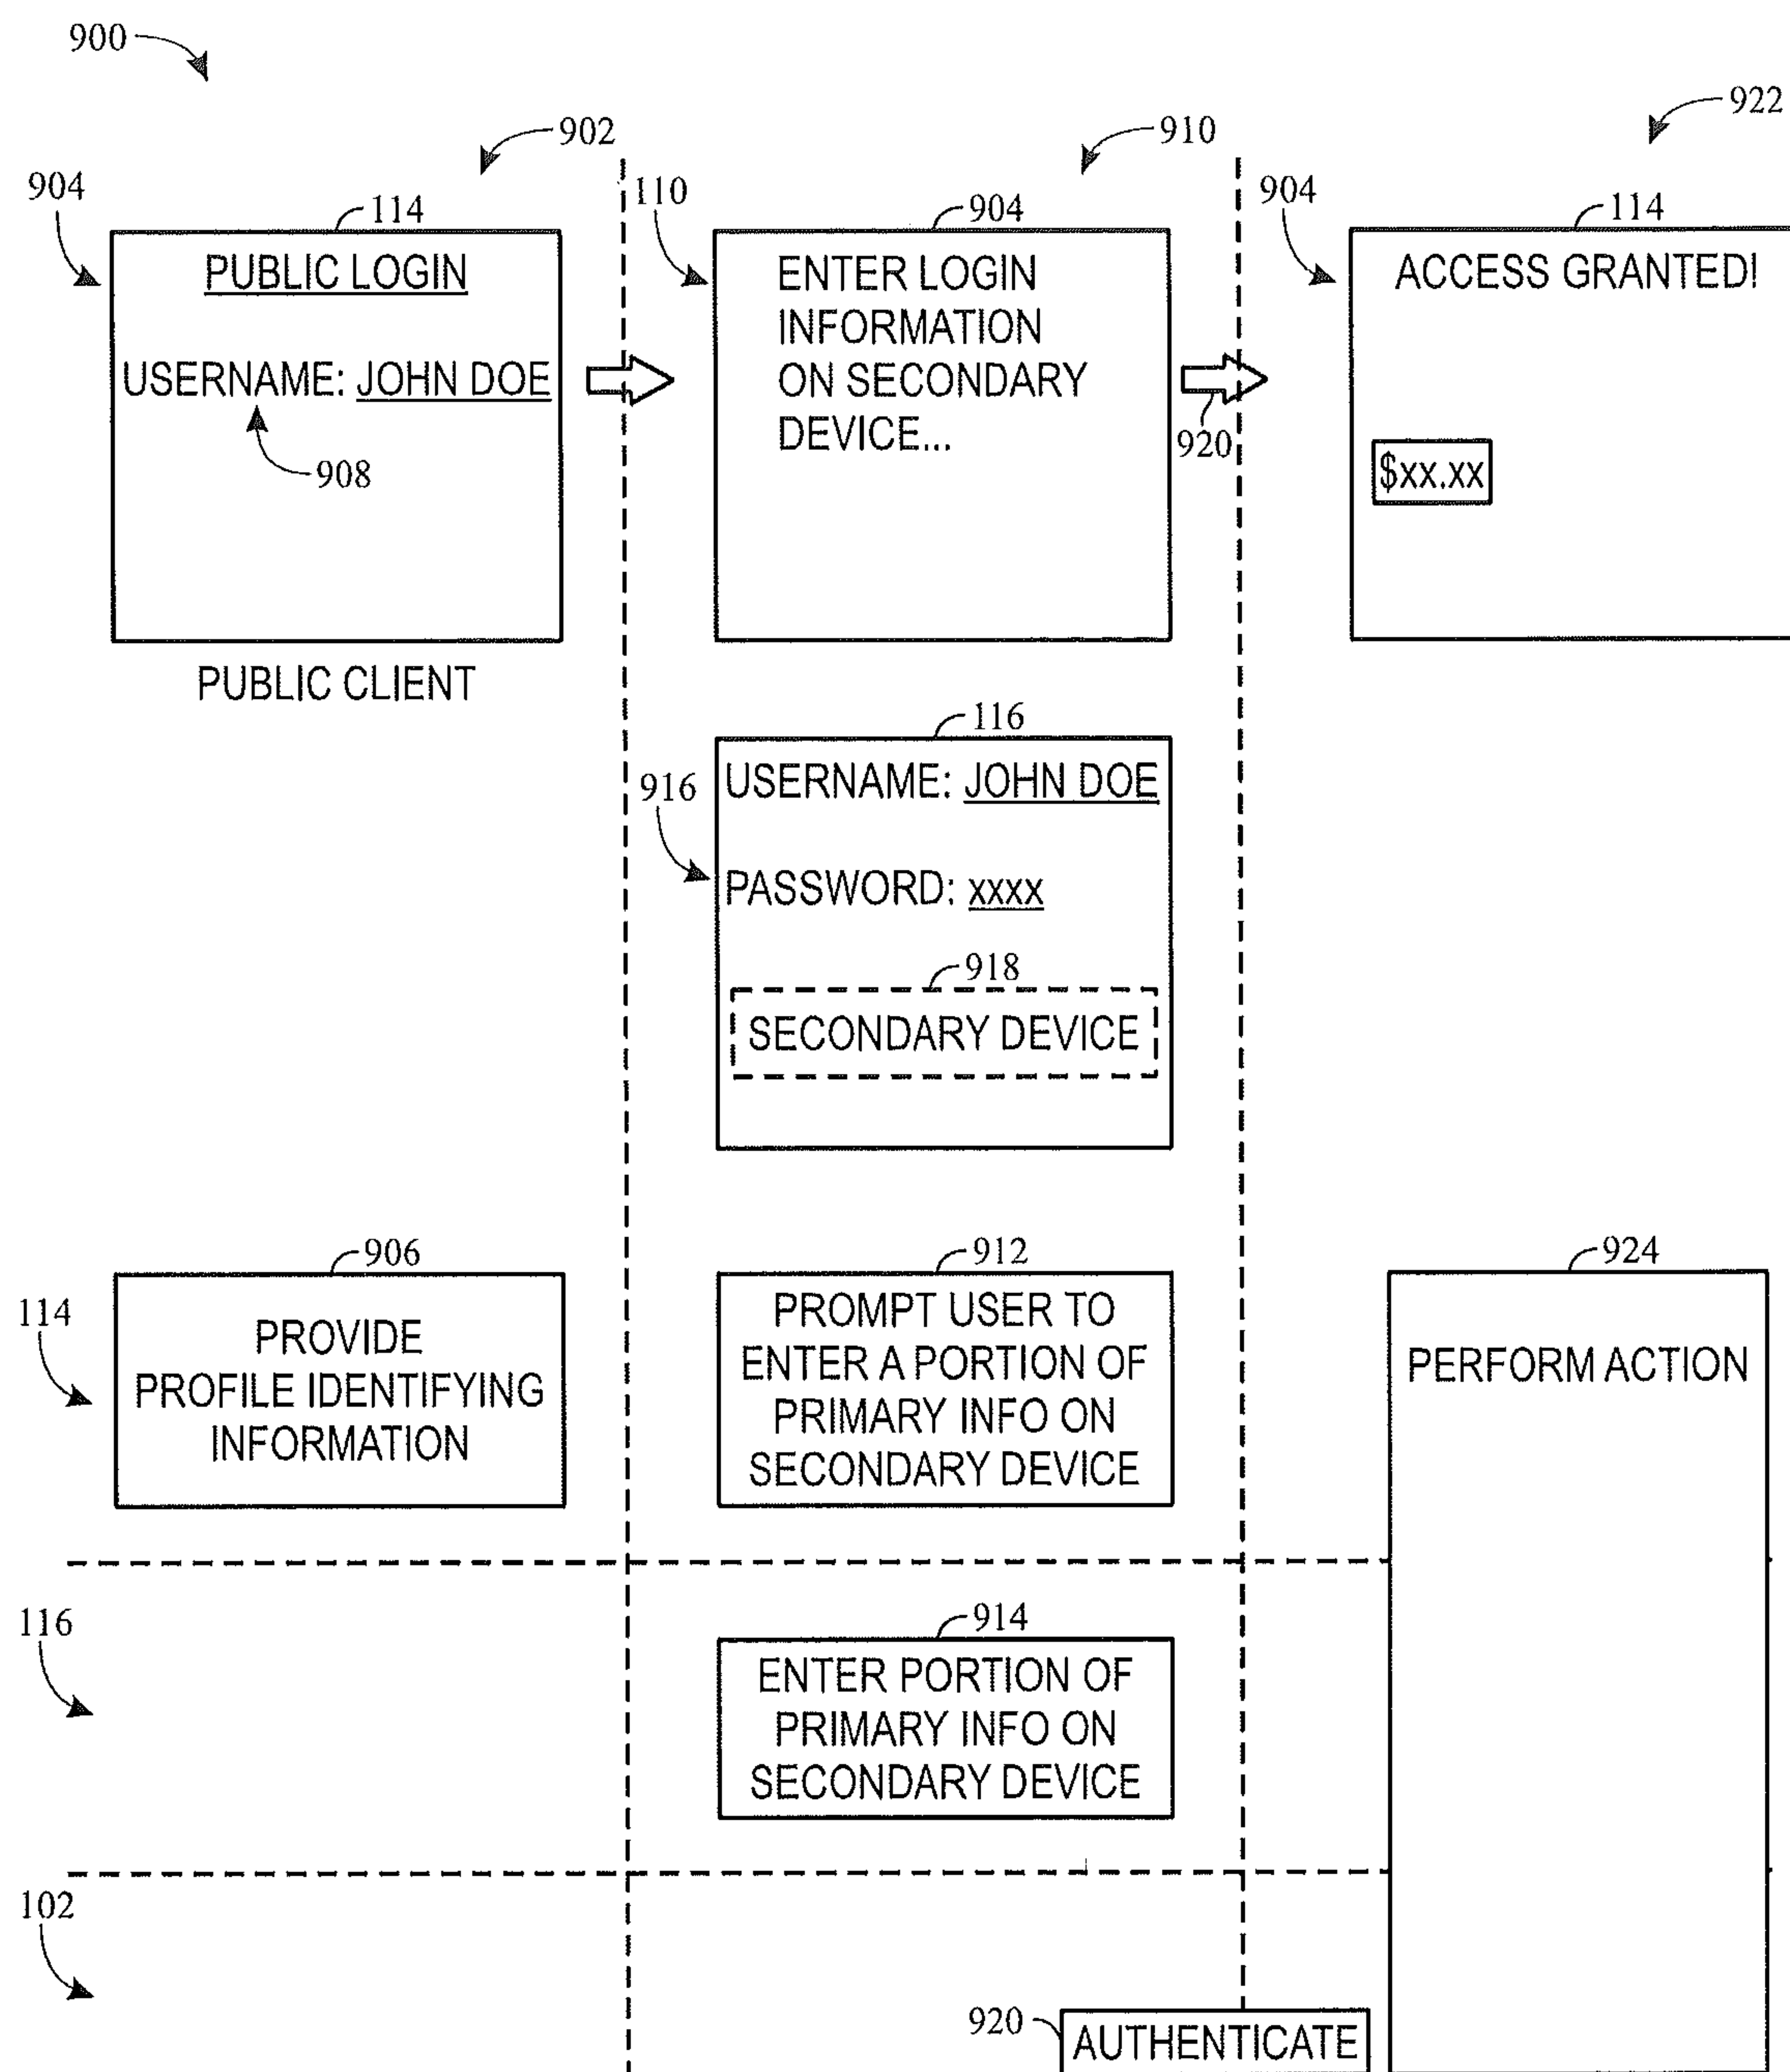 900
902
910
922
904
114
110
904
904
114
PUBLIC LOGIN
USERNAME: JOHN DOE
908
PUBLIC CLIENT
ENTER LOGIN
INFORMATION
ON SECONDARY
DEVICE...
920
ACCESS GRANTED!
$xx.xx
116
916
USERNAME: JOHN DOE
PASSWORD: xxxx
918
SECONDARY DEVICE
906
912
924
114
PROVIDE
PROFILE IDENTIFYING
INFORMATION
PROMPT USER TO
ENTER A PORTION OF
PRIMARY INFO ON
SECONDARY DEVICE
PERFORM ACTION
116
914
ENTER PORTION OF
PRIMARY INFO ON
SECONDARY DEVICE
102
920
AUTHENTICATE